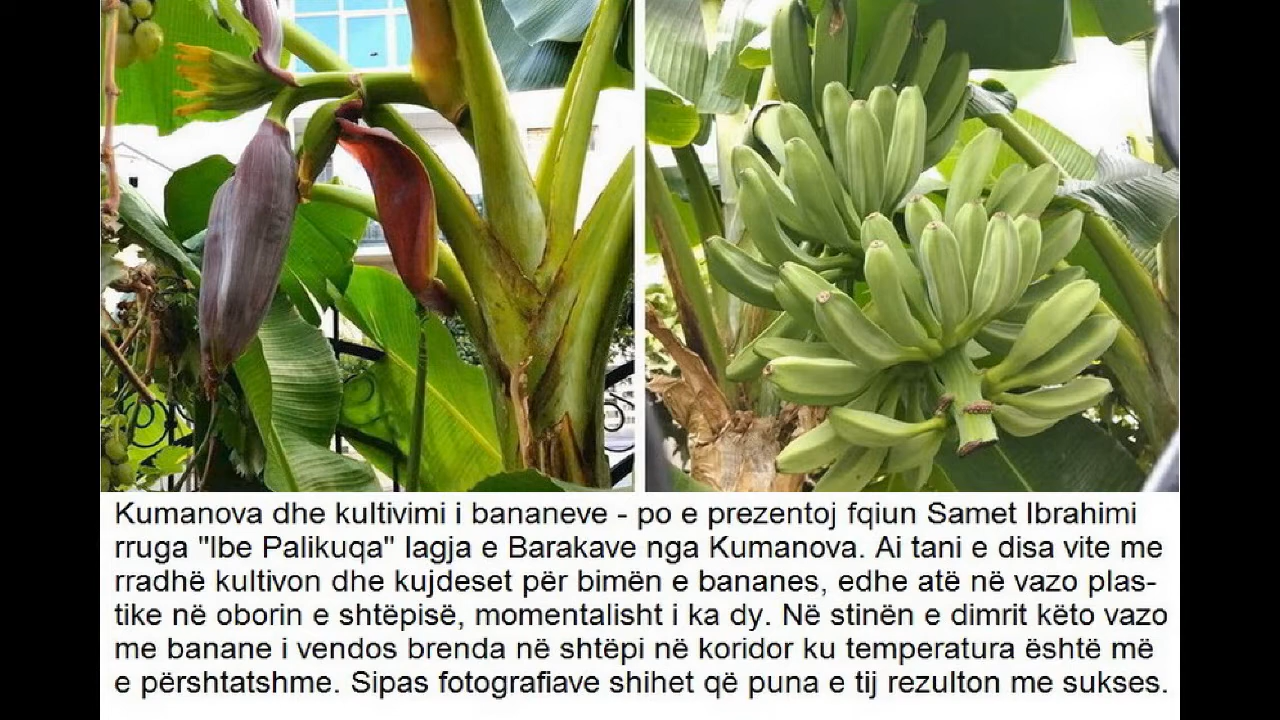 Kumanova dhe kultivimi i bananeve - po e prezentoj fqiun Samet Ibrahimi
rruga "Ibe Palikuqa" lagja e Barakave nga Kumanova. Ai tani e disa vite me
rradhë kultivon dhe kujdeset për bimën e bananes, edhe atë në vazo plas-
tike në oborin e shtëpisë, momentalisht i ka dy. Në stinën e dimrit këto vazo
me banane i vendos brenda në shtëpi në koridor ku temperatura është më
e përshtatshme. Sipas fotografiave shihet që puna e tij rezulton me sukses.